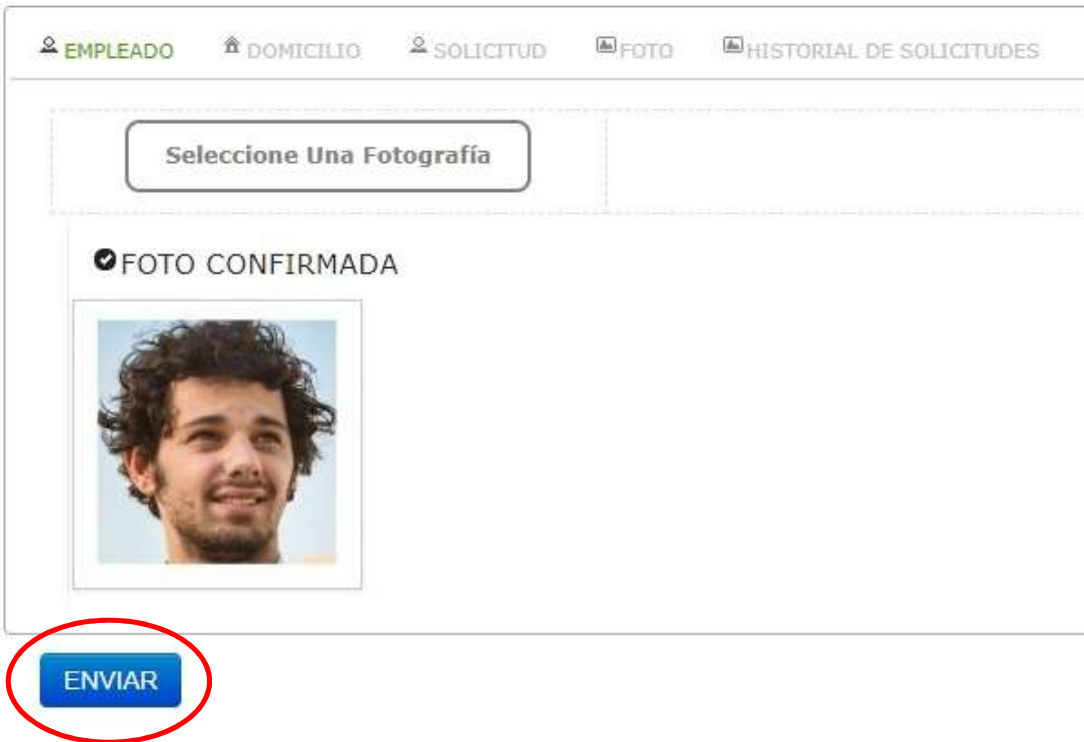 EMPLEADO DOMICILIO SOLICITUD FOTO HISTORIAL DE SOLICITUDES
Seleccione Una Fotografía
FOTO CONFIRMADA
ENVIAR